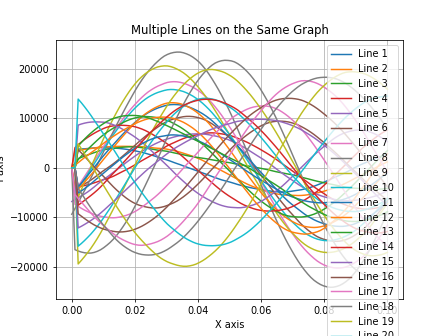 Multiple Lines on the Same Graph
20000
10000
0
−10000
−20000
0.00
0.02
0.04
0.06
0.08
X axis
Line 1
Line 2
Line 3
Line 4
Line 5
Line 6
Line 7
Line 8
Line 9
Line 10
Line 11
Line 12
Line 13
Line 14
Line 15
Line 16
Line 17
Line 18
Line 19
Line 20